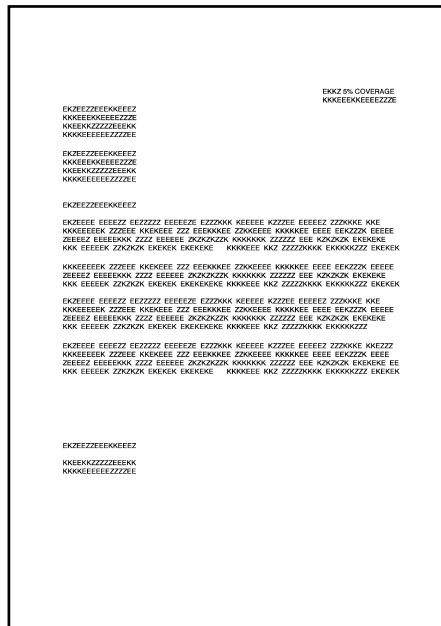 EKKZ 5% COVERAGE
KKKEEEKKEEEEZZZE
EKZEEZZEEEKKEEEZ
KKKEEEKKEEEEZZZE
KKEEKKZZZZZEEEKK
KKKKEEEEEEZZZZEE
EKZEEZZEEEKKEEEZ
KKKEEEKKEEEEZZZE
KKEEKKZZZZZEEEKK
KKKKEEEEEEZZZZEE
EKZEEZZEEEKKEEEZ
EKZEEEE EEEEZZ EEZZZZZ EEEEEZE EZZZKKK KEEEEE KZZZEE EEEEEZ ZZZKKKE KKE
KKKEEEEEK ZZZEEE KKEKEEE ZZZ EEEKKKEE ZZKKEEEE KKKKKEE EEEE EEKZZZK EEEEE
ZEEEEZ EEEEEKKK ZZZZ EEEEEE ZKZKZKZZK KKKKKKK ZZZZZZ EEE KZKZKZK EKEKEKE
KKK EEEEEK ZZKZKZK EKEKEK EKEKEKE KKKKEEE KKZ ZZZZZKKKK EKKKKKZZZ EKEKEK
KKKEEEEEK ZZZEEE KKEKEEE ZZZ EEEKKKEE ZZKKEEEE KKKKKEE EEEE EEKZZZK EEEEE
ZEEEEZ EEEEEKKK ZZZZ EEEEEE ZKZKZKZZK KKKKKKK ZZZZZZ EEE KZKZKZK EKEKEKE
KKK EEEEEK ZZKZKZK EKEKEK EKEKEKEKE KKKKEEE KKZ ZZZZZKKKK EKKKKKZZZ EKEKEK
EKZEEEE EEEEZZ EEZZZZZ EEEEEZE EZZZKKK KEEEEE KZZZEE EEEEEZ ZZZKKKE KKE
KKKEEEEEK ZZZEEE KKEKEEE ZZZ EEEKKKEE ZZKKEEEE KKKKKEE EEEE EEKZZZK EEEEE
ZEEEEZ EEEEEKKK ZZZZ EEEEEE ZKZKZKZZK KKKKKKK ZZZZZZ EEE KZKZKZK EKEKEKE
KKK EEEEEK ZZKZKZK EKEKEK EKEKEKEKE KKKKEEE KKZ ZZZZZKKKK EKKKKKZZZ
EKZEEEE EEEEZZ EEZZZZZ EEEEEZE EZZZKKK KEEEEE KZZZEE EEEEEZ ZZZKKKE KKEZZZ
KKKEEEEEK ZZZEEE KKEKEEE ZZZ EEEKKKEE ZZKKEEEE KKKKKEE EEEE EEKZZZK EEEE
ZEEEEZ EEEEEKKK ZZZZ EEEEEE ZKZKZKZZK KKKKKKK ZZZZZZ EEE KZKZKZK EKEKEKE EE
KKK EEEEEK ZZKZKZK EKEKEK EKEKEKE KKKKEEE KKZ ZZZZZKKKK EKKKKKZZZ EKEKEK
EKZEEZZEEEKKEEEZ
KKEEKKZZZZZEEEKK
KKKKEEEEEEZZZZEE